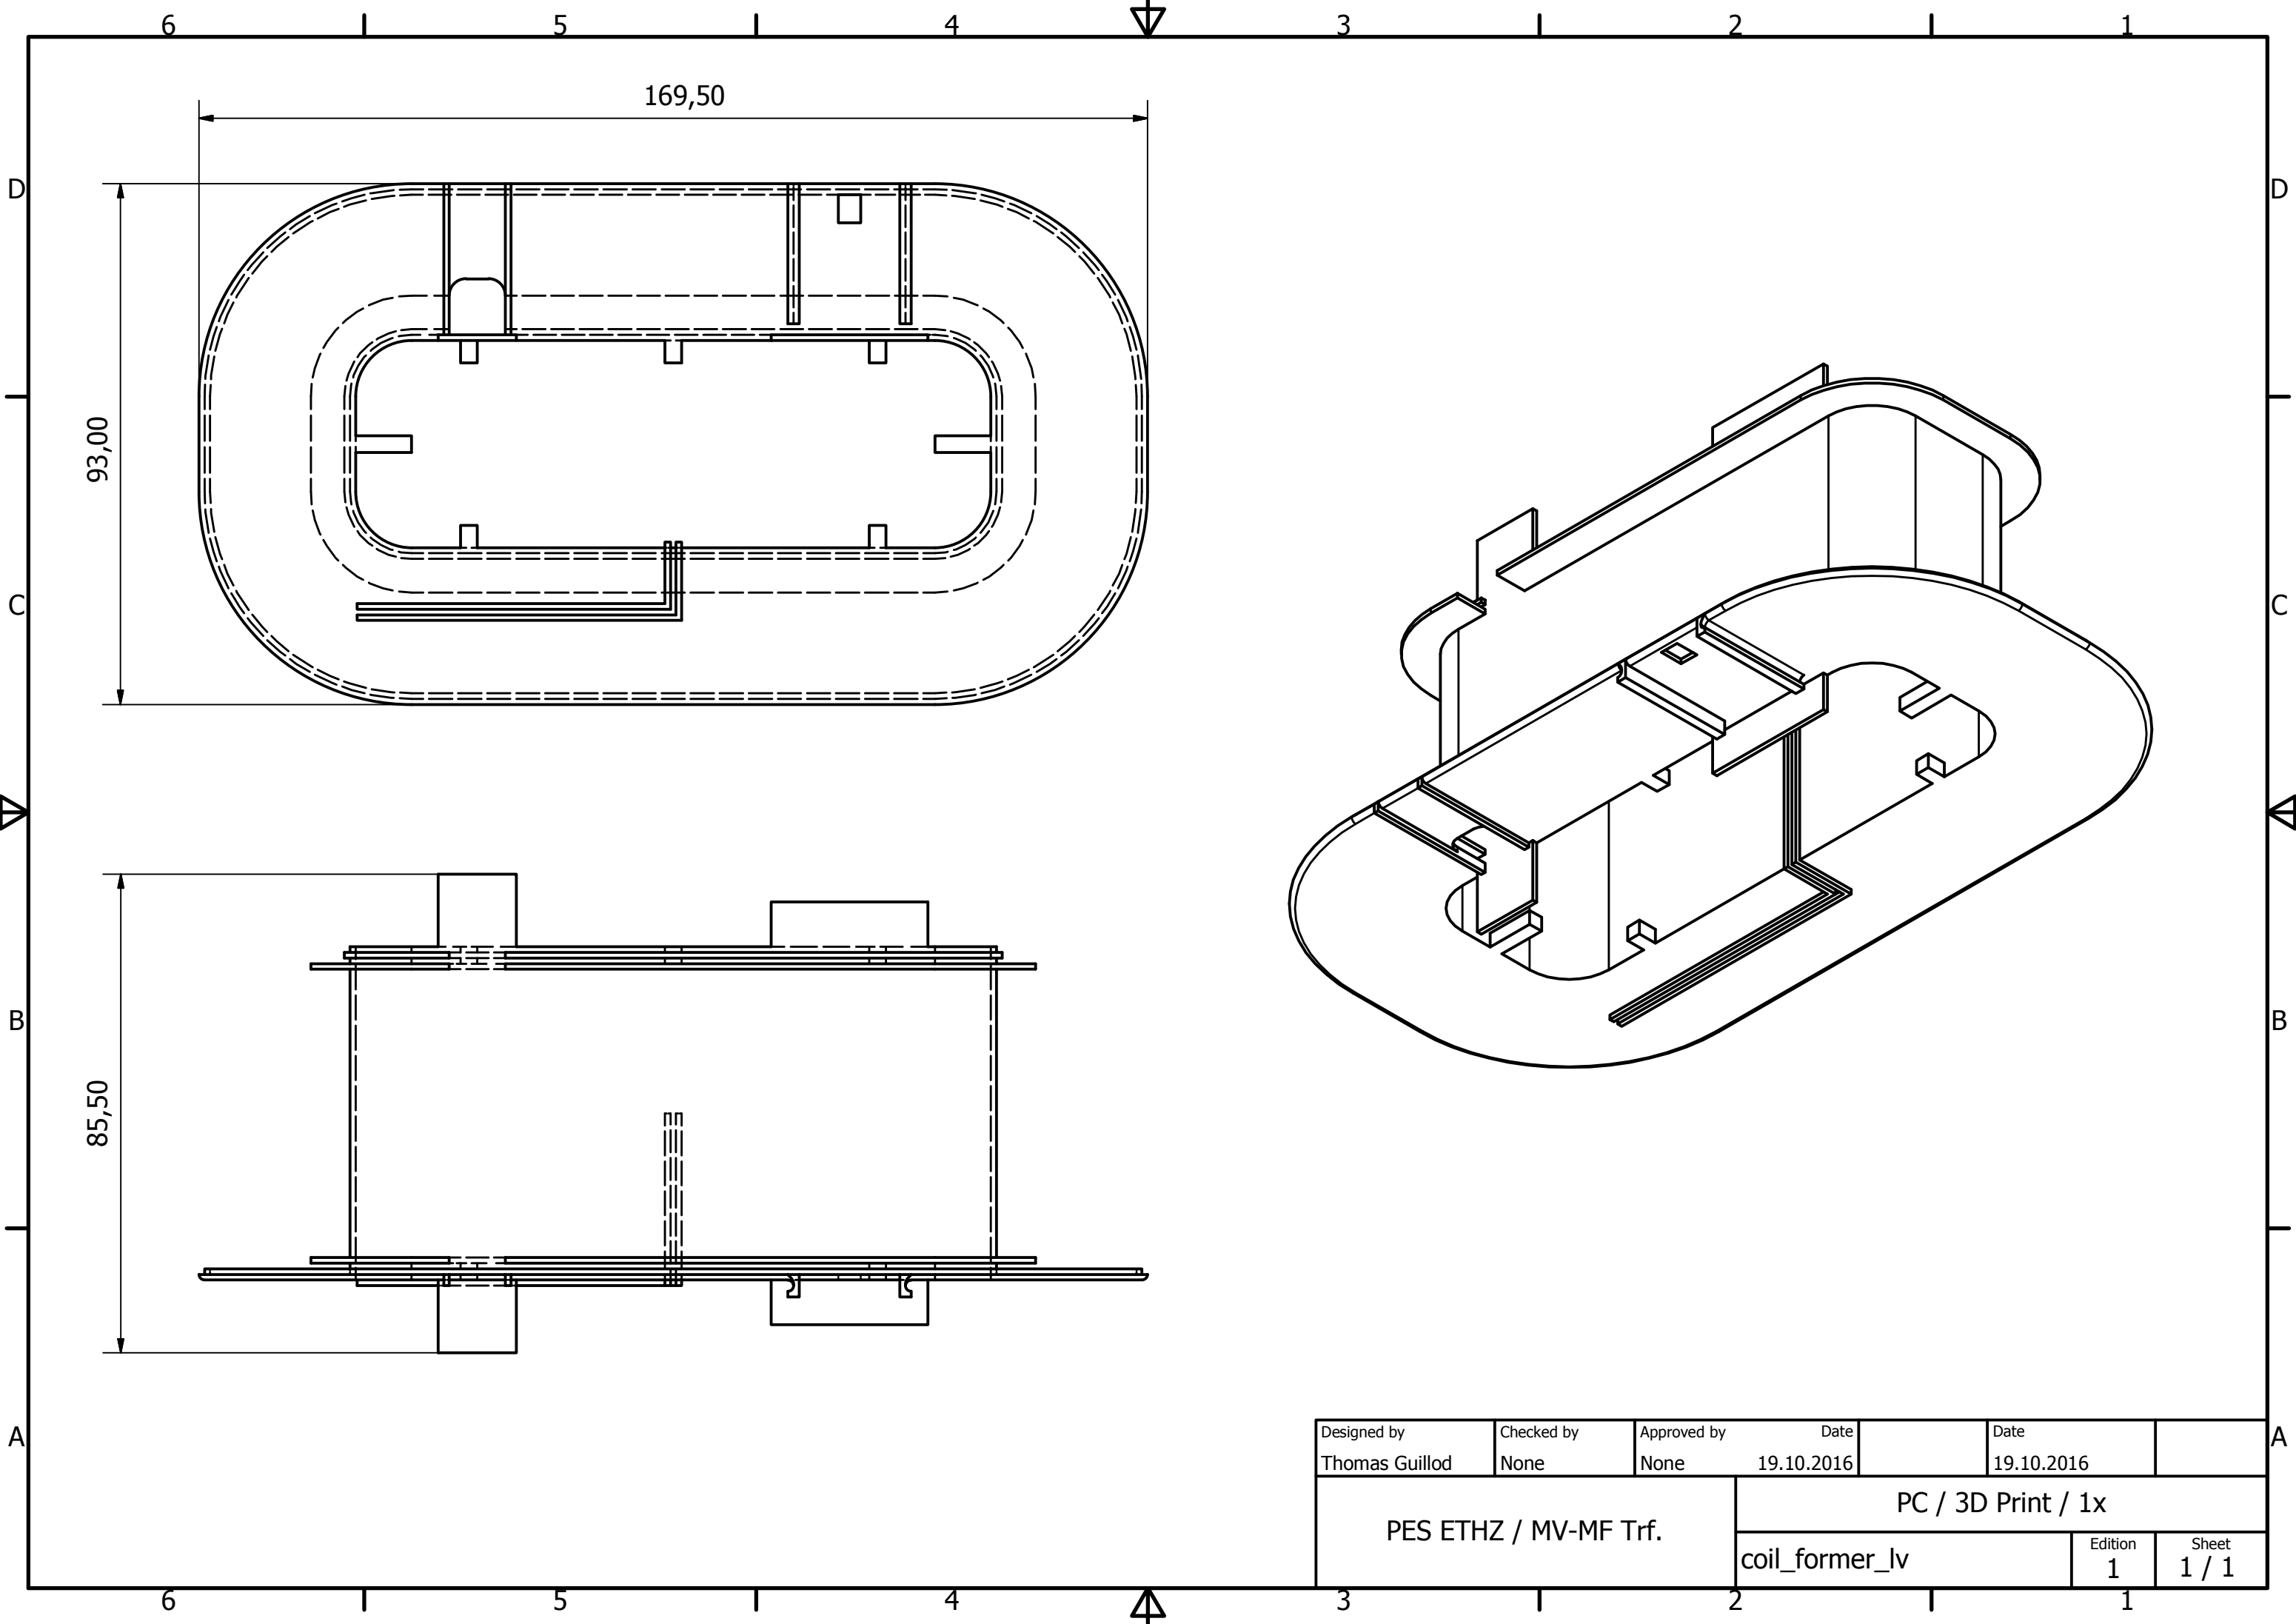 6 5 4 3 2 1
169,50
D D
93,00
C C
85,50
B B
A A
Designed by Checked by Approved by Date Date
Thomas Guillod None None 19.10.2016 19.10.2016
PC / 3D Print / 1x
PES ETHZ / MV-MF Trf.
coil_former_lv
Edition Sheet
1 1 / 1
6 5 4 3 2 1